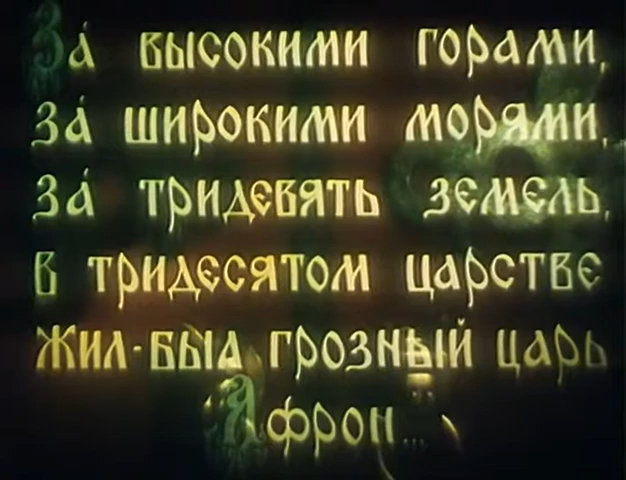 За́ высокими горами,
за́ широкими морями,
за́ тридевять земель,
в тридесятом царстве
жил-был грозный царь
Афрон...